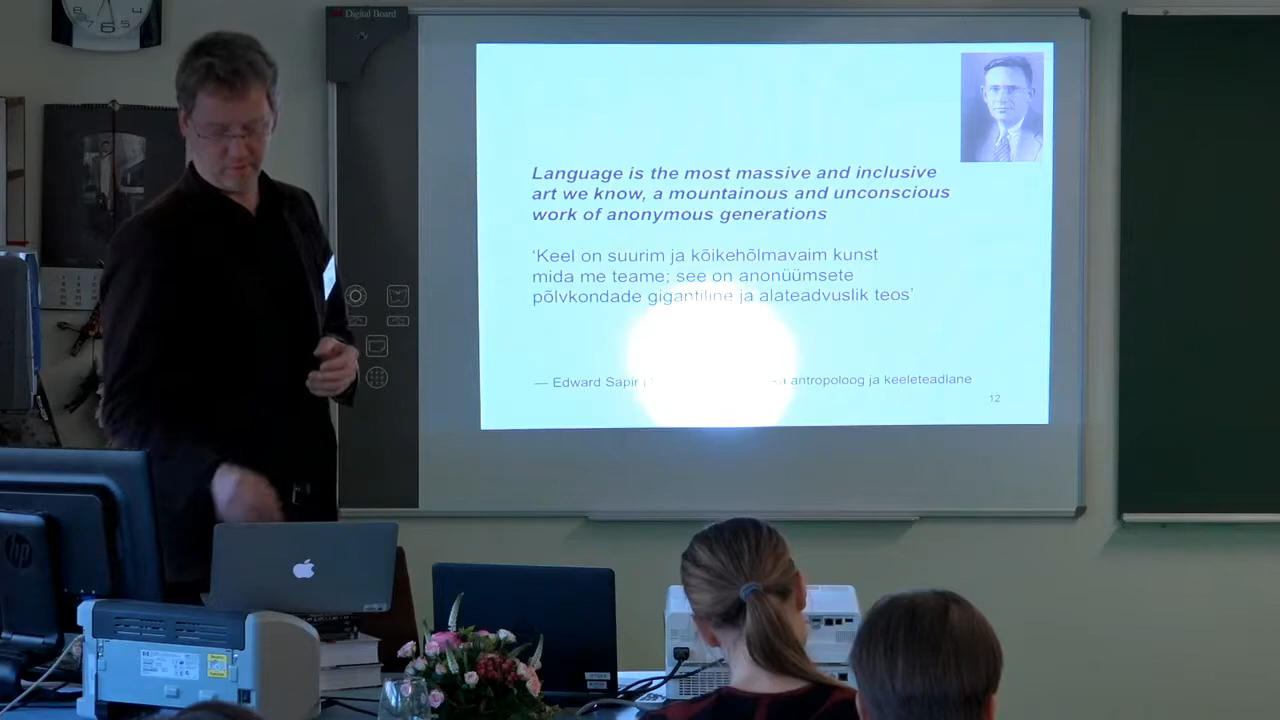 Digital Board
Language is the most massive and inclusive
art we know, a mountainous and unconscious
work of anonymous generations
‘Keel on suurim ja kõikehõlmavaim kunst
mida me teame; see on anonüümsete
põlvkondade gigantiline ja alateadvuslik teos’
— Edward Sapir antropoloog ja keeleteadlane
12
hp